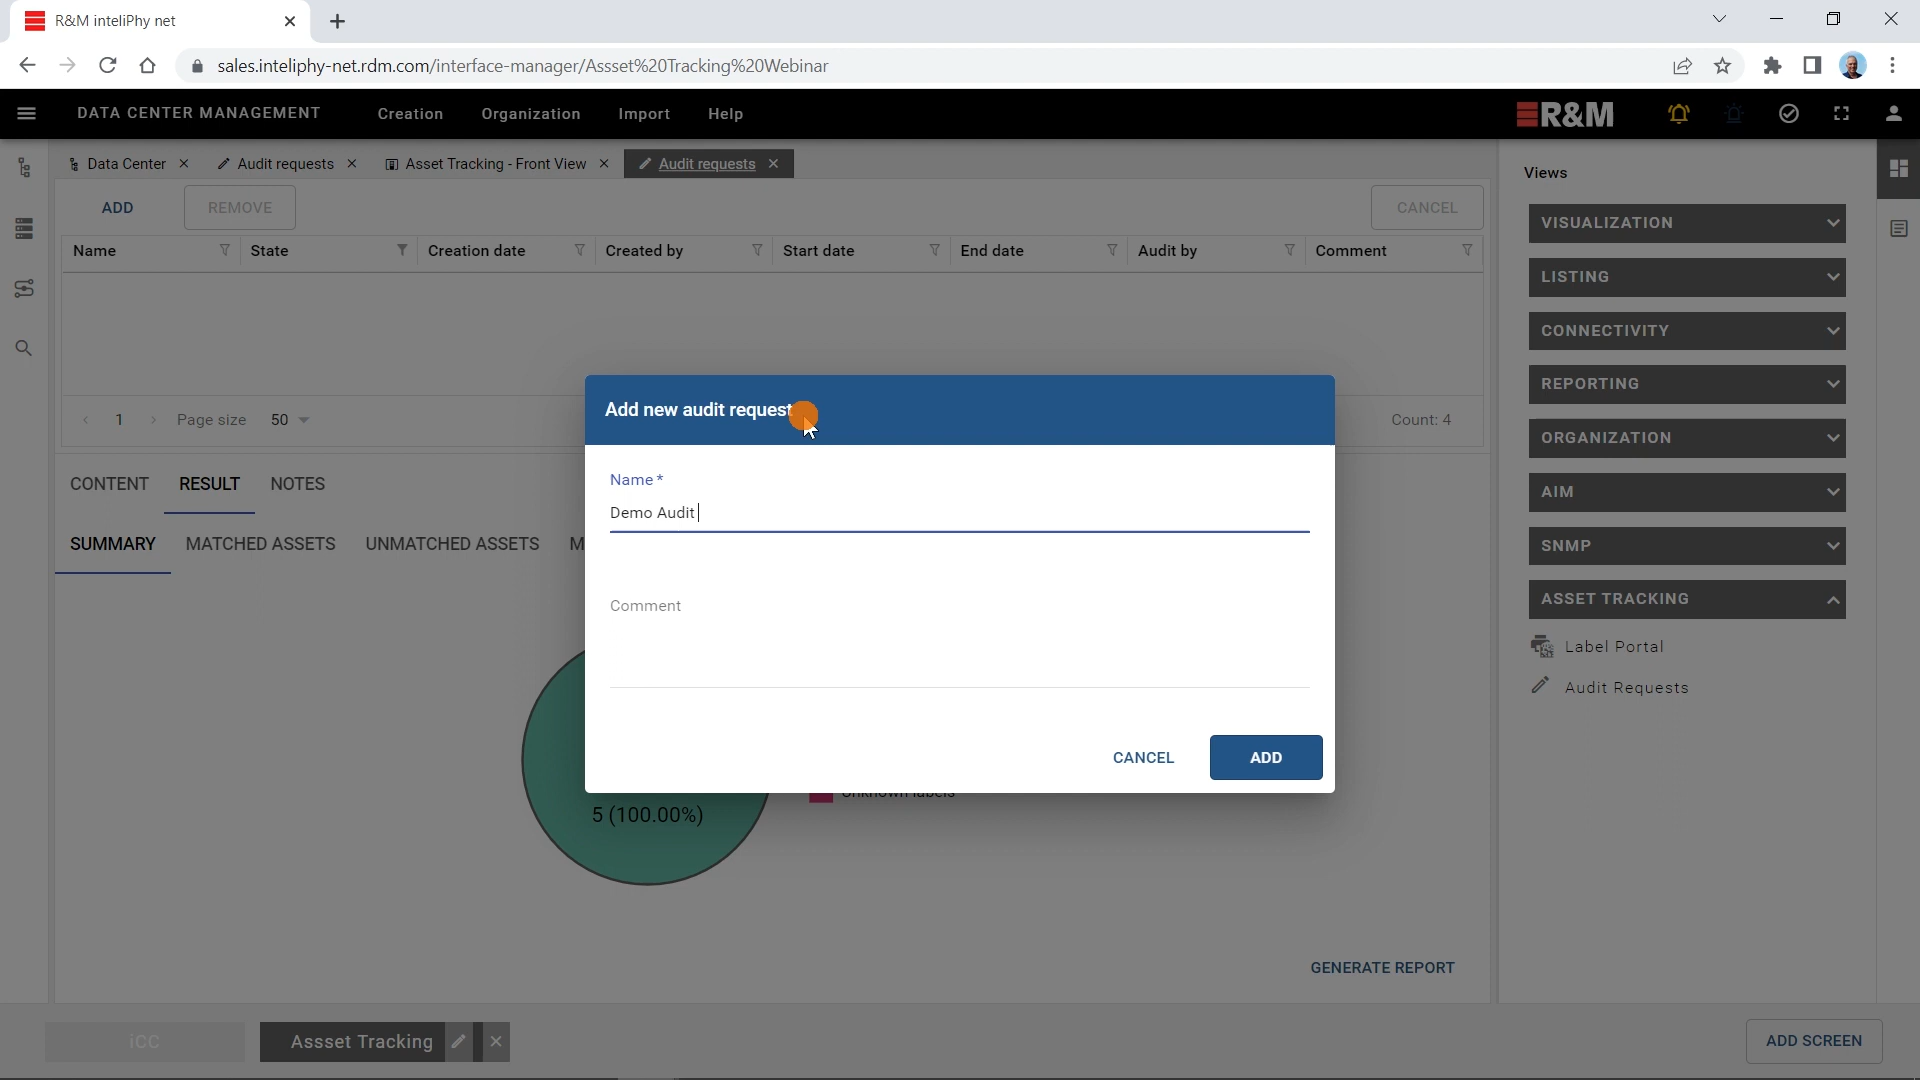 R&M inteliPhy net
sales.inteliphy-net.rdm.com/interface-manager/Assset%20Tracking%20Webinar
DATA CENTER MANAGEMENT Creation Organization Import Help R&M
Data Center Audit requests Asset Tracking - Front View Audit requests
ADD REMOVE CANCEL
Name State Creation date Created by Start date End date Audit by Comment
1 Page size 50 Count: 4
CONTENT RESULT NOTES
SUMMARY MATCHED ASSETS UNMATCHED ASSETS M
Add new audit request
Name *
Demo Audit
Comment
CANCEL ADD
Unknown labels
5 (100.00%)
GENERATE REPORT
Views
VISUALIZATION
LISTING
CONNECTIVITY
REPORTING
ORGANIZATION
AIM
SNMP
ASSET TRACKING
Label Portal
Audit Requests
iCC Assset Tracking ADD SCREEN